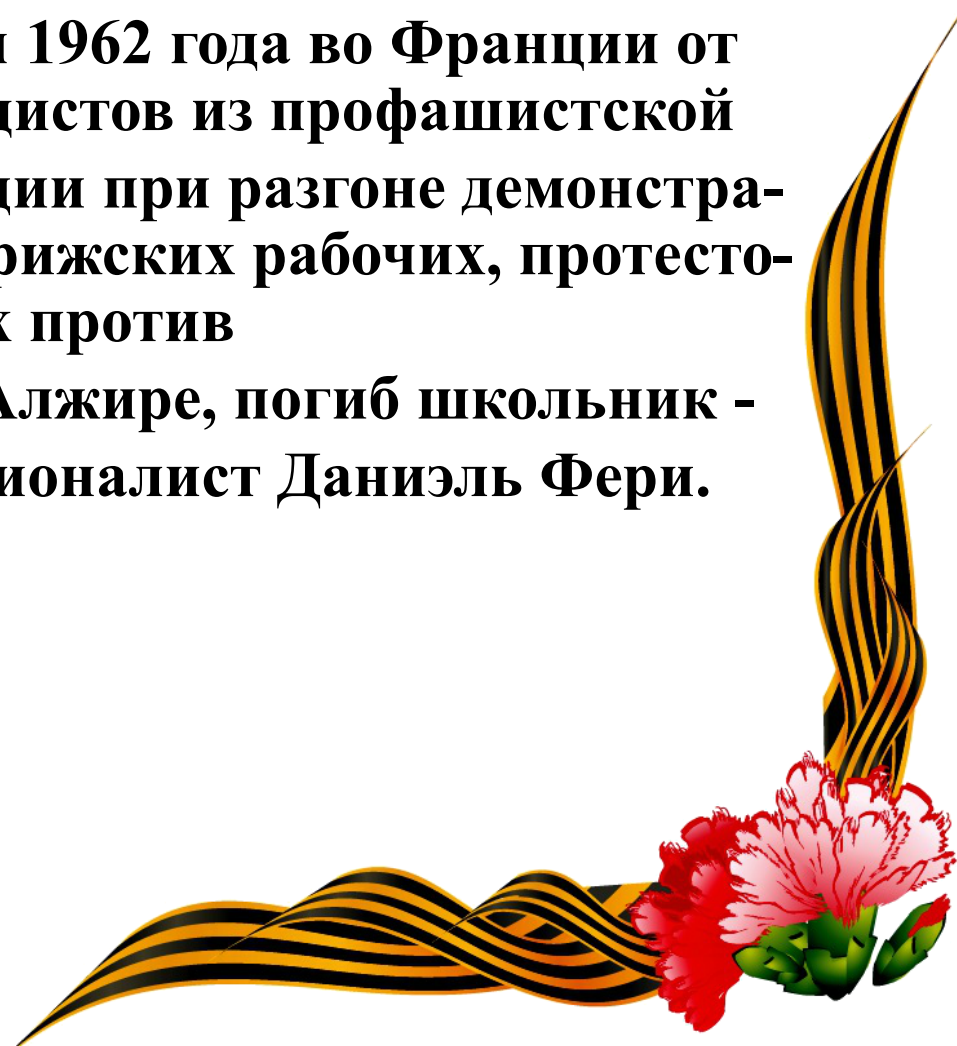 1962 года во Франции от
дистов из профашистской
ции при разгоне демонстра-
рижских рабочих, протесто-
х против
Алжире, погиб школьник -
ионалист Даниэль Фери.